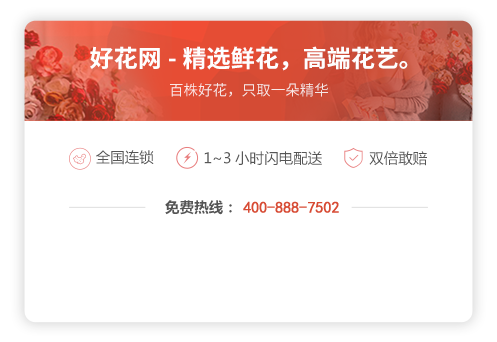 好花网 - 精选鲜花，高端花艺。
百株好花，只取一朵精华
全国连锁 1~3 小时闪电配送 双倍敢赔
免费热线： 400-888-7502